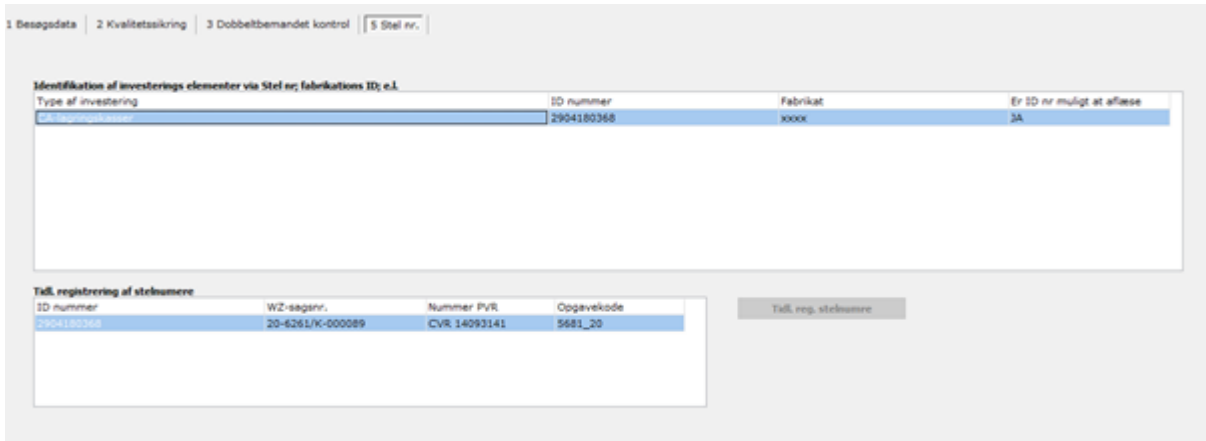 1 Besøgsdata 2 Kvalitetssikring 3 Dobbeltbemandet kontrol 5 Stel nr.
Identifikation af investerings elementer via Stel nr; fabrikations ID; e.l.
Type af investering ID nummer Fabrikat Er ID nr muligt at aflæse
CA-lagringskasser 2904180368 xxxx JA
Tidl. registrering af stelnumere
ID nummer WZ-sagsnr. Nummer PVR Opgavekode
2904180368 20-6261/K-000089 CVR 14093141 5681_20
Tidl. reg. stelnumre